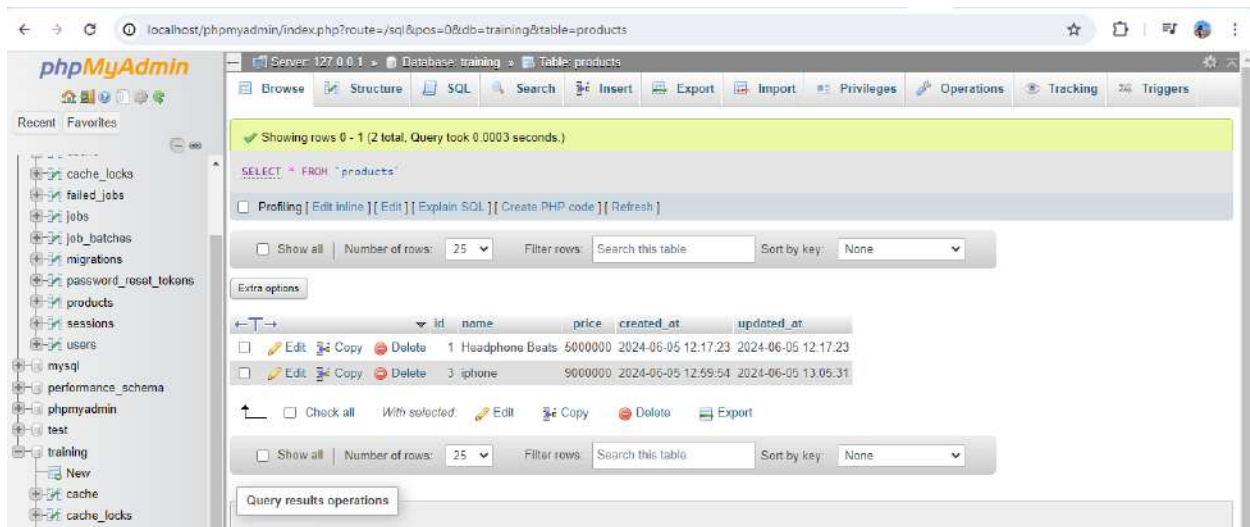 localhost/phpmyadmin/index.php?route=/sql&pos=0&db=training&table=products
phpMyAdmin
Recent Favorites
cache_locks
failed_jobs
jobs
job_batches
migrations
password_reset_tokens
products
sessions
users
mysql
performance_schema
phpmyadmin
test
training
New
cache
cache_locks
Server: 127.0.0.1 » Database: training » Table: products
Browse Structure SQL Search Insert Export Import Privileges Operations Tracking Triggers
Showing rows 0 - 1 (2 total, Query took 0.0003 seconds.)
SELECT * FROM `products`
Profiling [ Edit inline ] [ Edit ] [ Explain SQL ] [ Create PHP code ] [ Refresh ]
Show all | Number of rows: 25 Filter rows: Search this table Sort by key: None
Extra options
←T→ id name price created_at updated_at
Edit Copy Delete 1 Headphone Beats 5000000 2024-06-05 12:17:23 2024-06-05 12:17:23
Edit Copy Delete 3 iphone 9000000 2024-06-05 12:59:54 2024-06-05 13:05:31
Check all With selected: Edit Copy Delete Export
Show all | Number of rows: 25 Filter rows: Search this table Sort by key: None
Query results operations